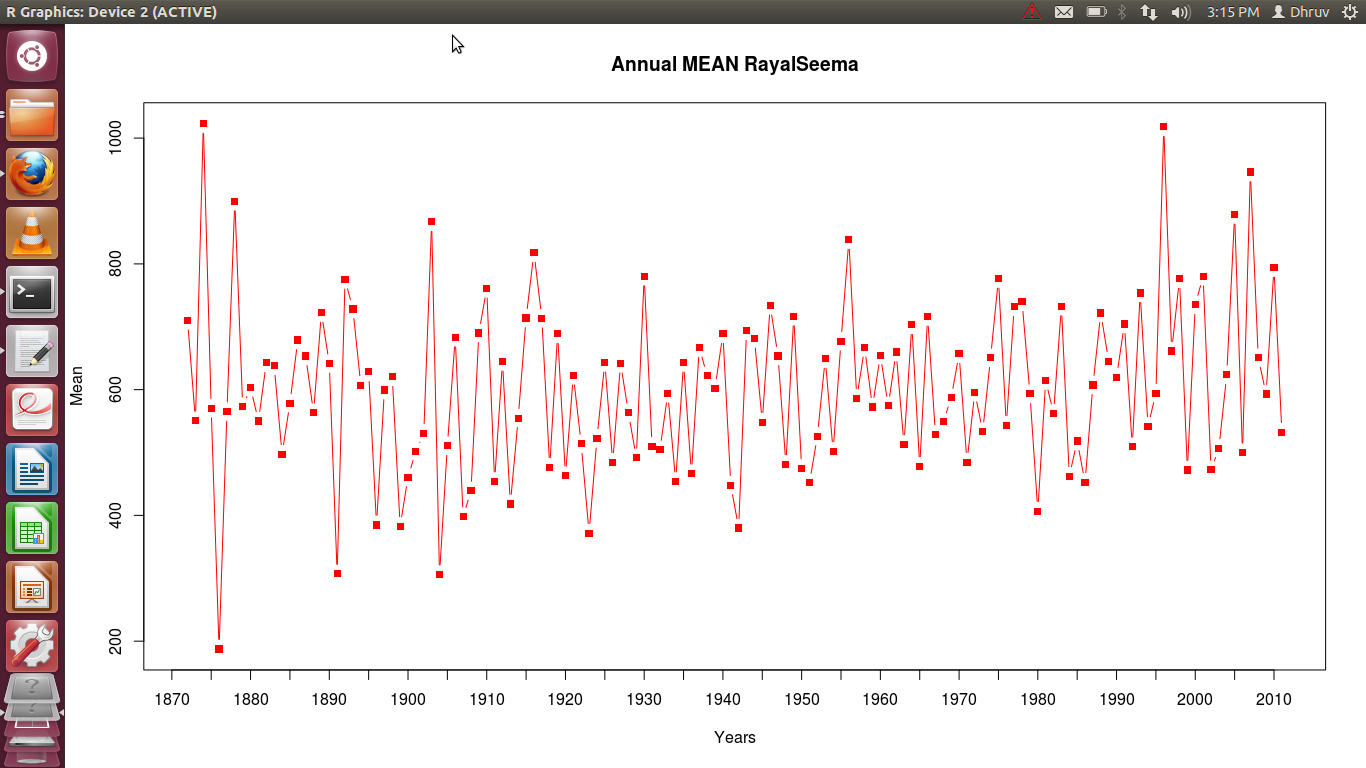 R Graphics: Device 2 (ACTIVE)
3:15 PM
Dhruv
Annual MEAN RayalSeema
Mean
1000
800
600
400
200
1870 1880 1890 1900 1910 1920 1930 1940 1950 1960 1970 1980 1990 2000 2010
Years
>_
?
?